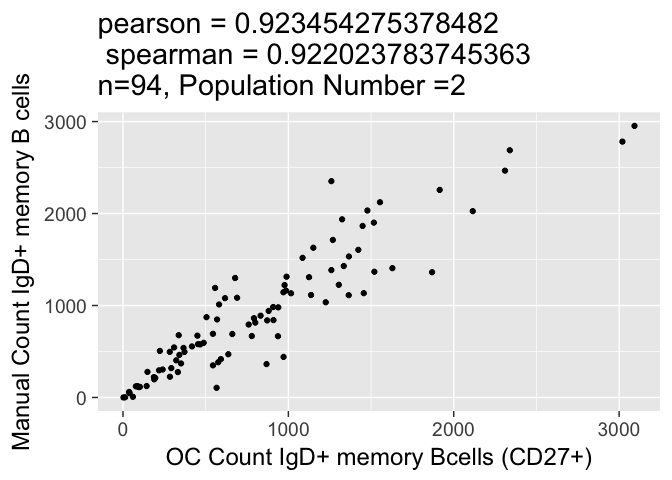 pearson = 0.923454275378482
spearman = 0.922023783745363
n=94, Population Number =2
Manual Count IgD+ memory B cells
3000
2000
1000
0
0 1000 2000 3000
OC Count IgD+ memory Bcells (CD27+)